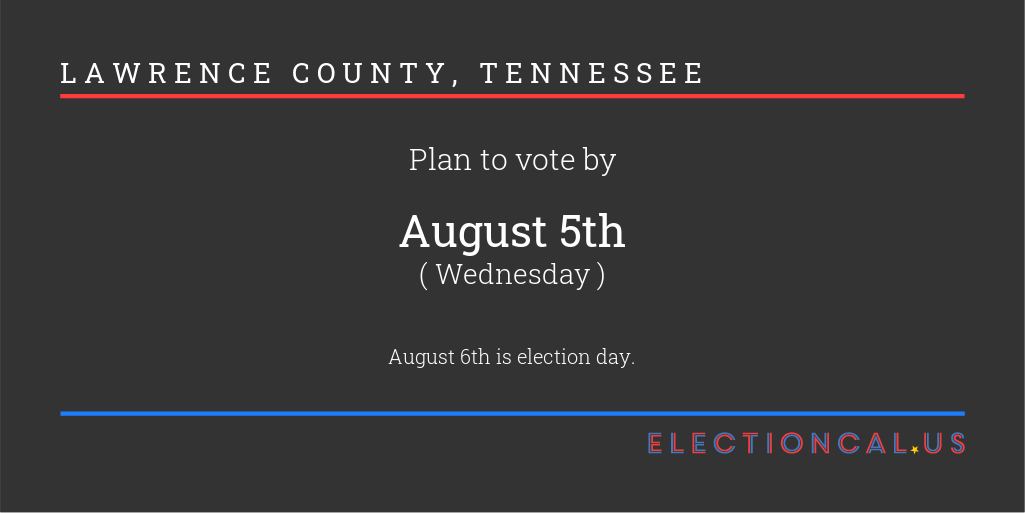 LAWRENCE COUNTY, TENNESSEE
Plan to vote by
August 5th
( Wednesday )
August 6th is election day.
ELECTIONCAL.US